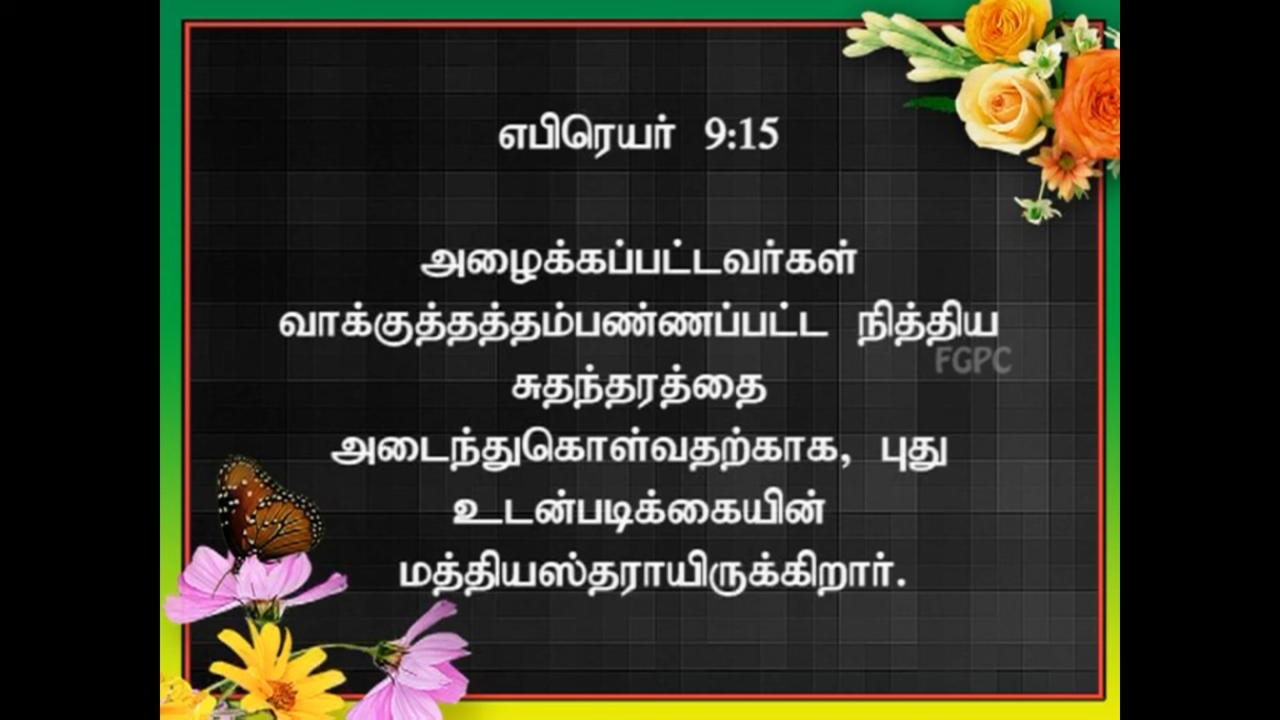 எபிரெயர் 9:15
அழைக்கப்பட்டவர்கள்
வாக்குத்தத்தம்பண்ணப்பட்ட நித்திய
FGPC
சுதந்தரத்தை
அடைந்துகொள்வதற்காக, புது
உடன்படிக்கையின்
மத்தியஸ்தராயிருக்கிறார்.